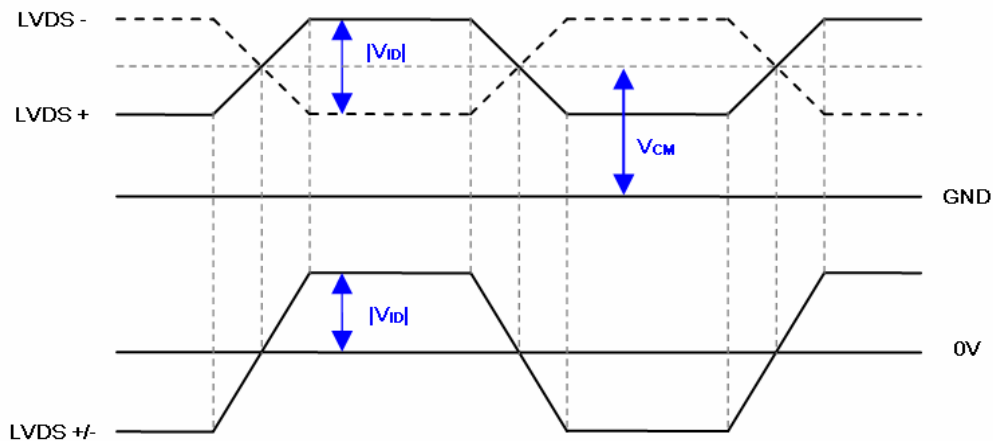 LVDS -
|VID|
LVDS +
VCM
GND
|VID|
0V
LVDS +/-